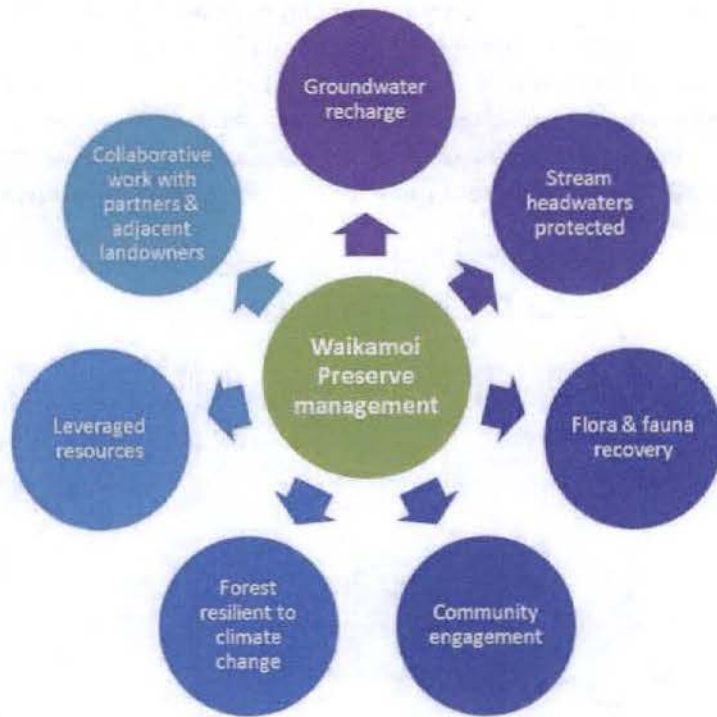 Groundwater
recharge
Stream
headwaters
protected
Flora & fauna
recovery
Community
engagement
Forest
resilient to
climate
change
Leveraged
resources
Collaborative
work with
partners &
adjacent
landowners
Waikamoi
Preserve
management